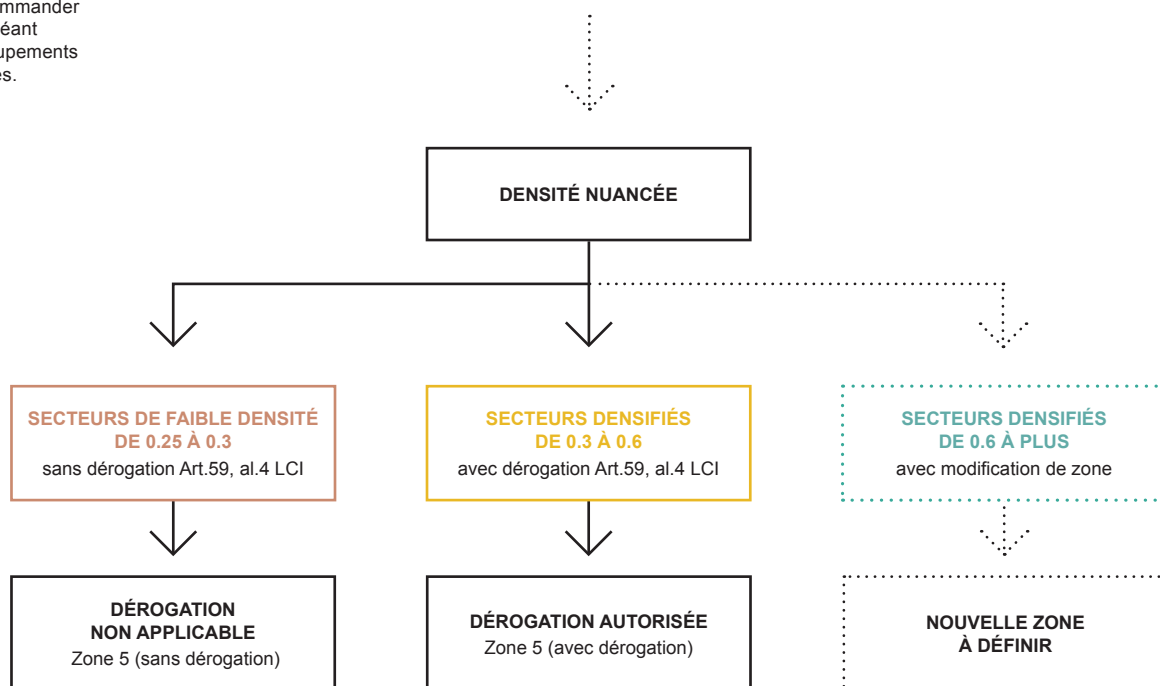 éant
upements
DENSITÉ NUANCÉE
SECTEURS DE FAIBLE DENSITÉ
DE 0.25 À 0.3
sans dérogation Art.59, al.4 LCI
SECTEURS DENSIFIÉS
DE 0.3 À 0.6
avec dérogation Art.59, al.4 LCI
SECTEURS DENSIFIÉS
DE 0.6 À PLUS
avec modification de zone
DÉROGATION
NON APPLICABLE
Zone 5 (sans dérogation)
DÉROGATION AUTORISÉE
Zone 5 (avec dérogation)
NOUVELLE ZONE
À DÉFINIR